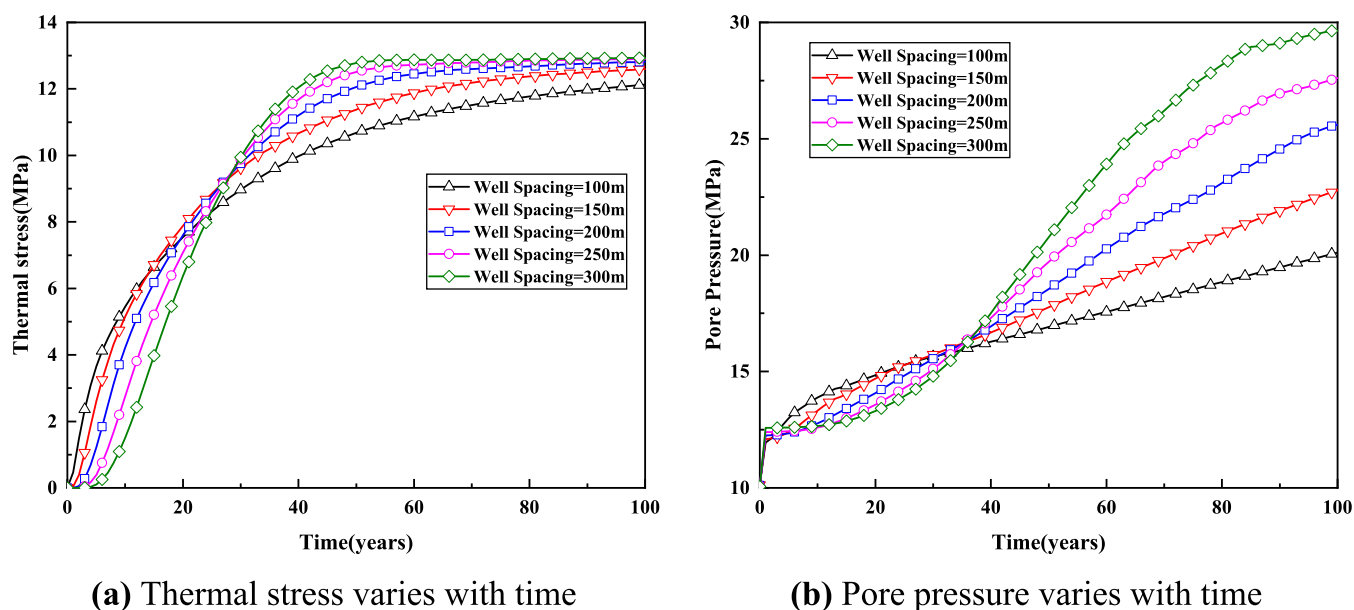 14
12
10
8
6
4
2
0
Thermal stress(MPa)
Well Spacing=100m
Well Spacing=150m
Well Spacing=200m
Well Spacing=250m
Well Spacing=300m
0 20 40 60 80 100
Time(years)
(a) Thermal stress varies with time
30
25
20
15
10
Pore Pressure(MPa)
Well Spacing=100m
Well Spacing=150m
Well Spacing=200m
Well Spacing=250m
Well Spacing=300m
0 20 40 60 80 100
Time(years)
(b) Pore pressure varies with time